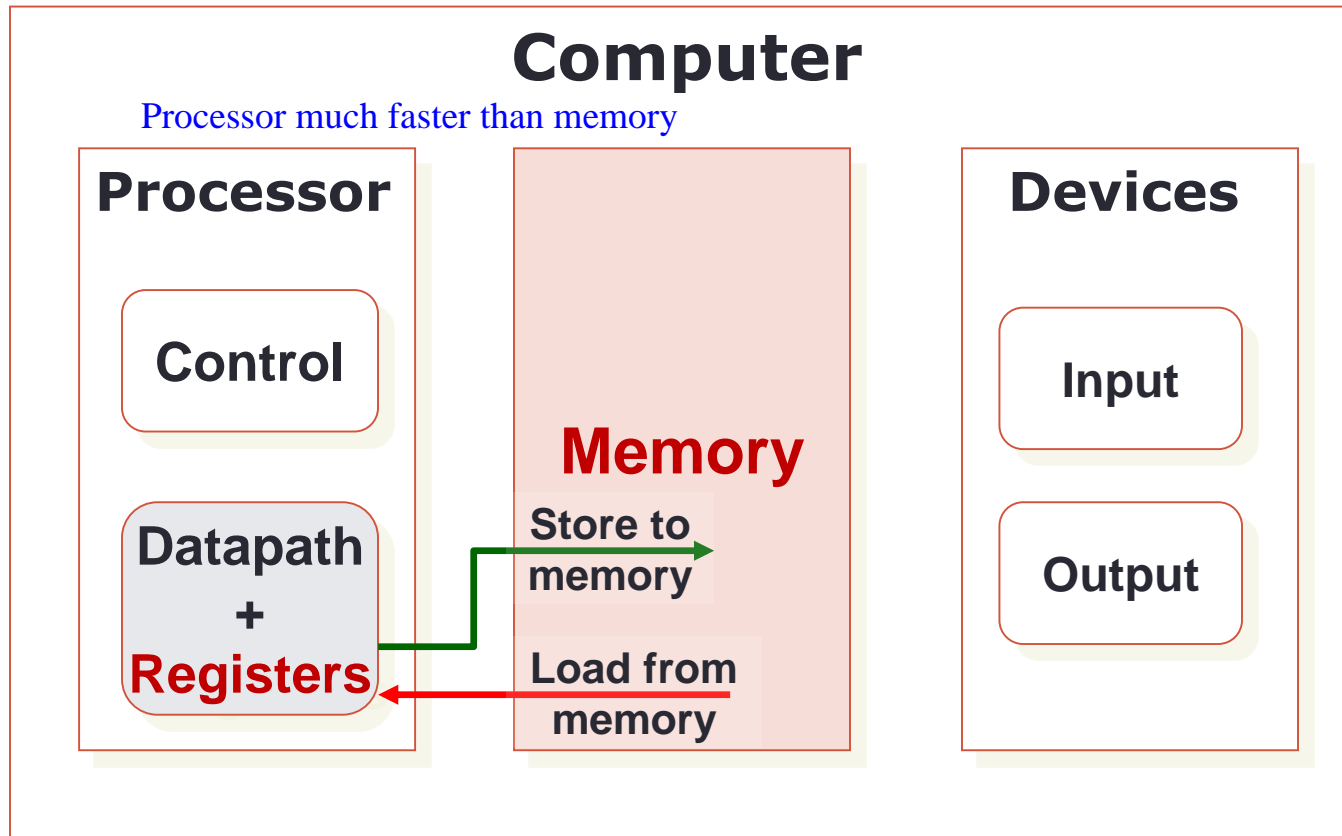 Computer
Processor much faster than memory
Processor
Control
Datapath
+
Registers
Memory
Store to
memory
Load from
memory
Devices
Input
Output